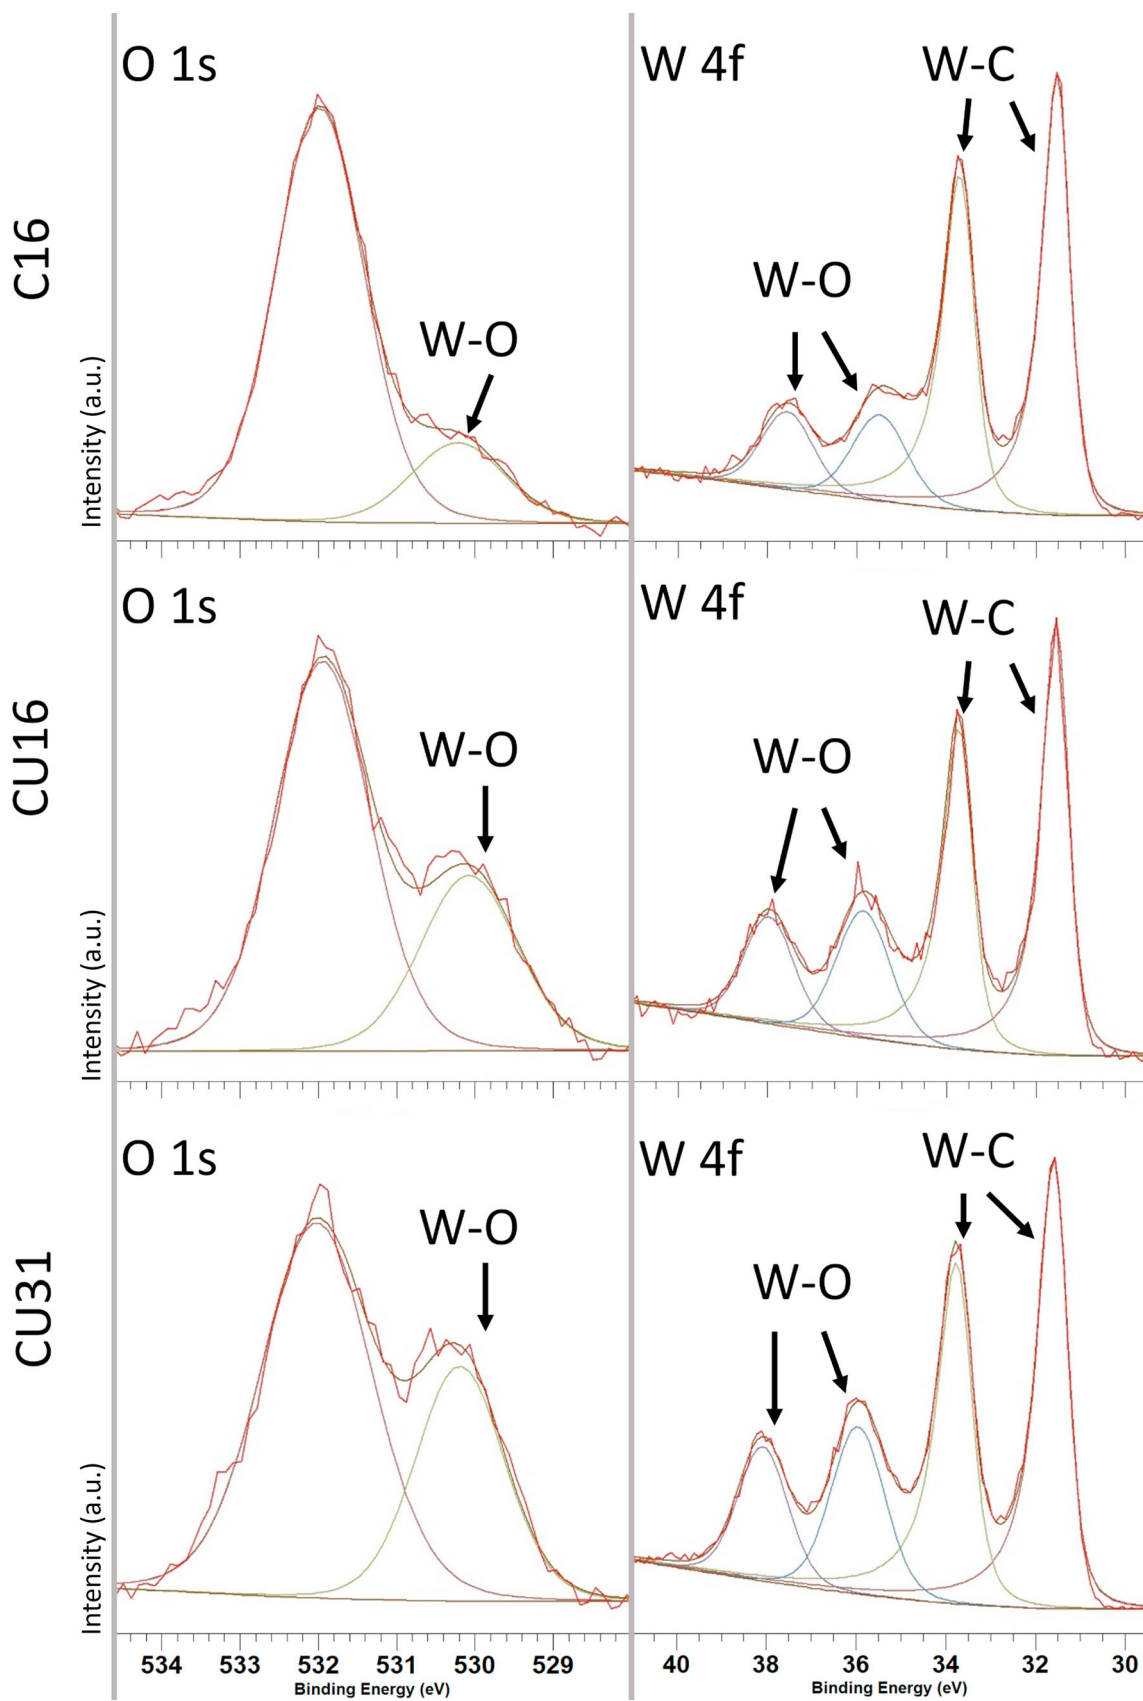 O 1s
W 4f
W-C
C16
W-O
W-O
Intensity (a.u.)
O 1s
W 4f
W-C
CU16
W-O
W-O
Intensity (a.u.)
O 1s
W 4f
W-C
CU31
W-O
W-O
Intensity (a.u.)
534 533 532 531 530 529
Binding Energy (eV)
40 38 36 34 32 30
Binding Energy (eV)